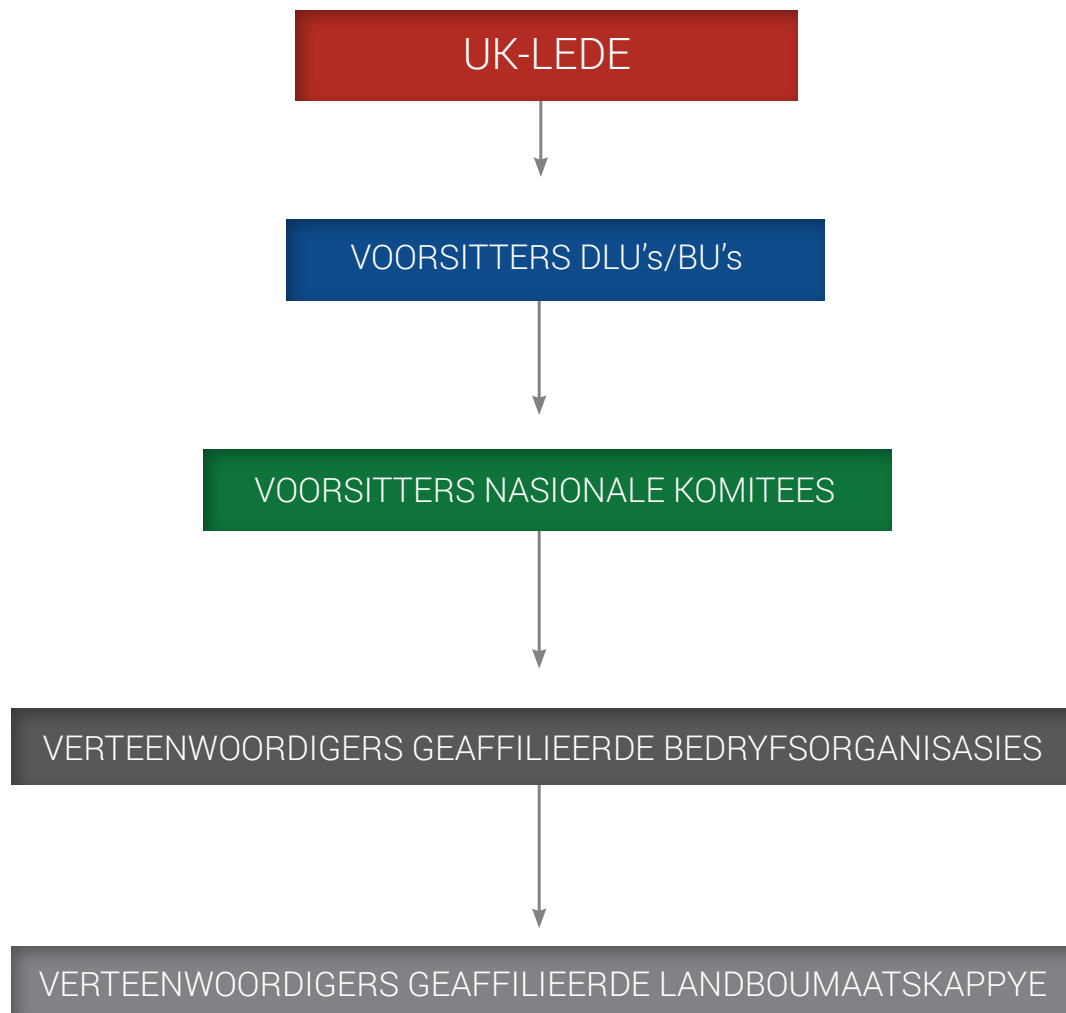 UK-LEDE
VOORSITTERS DLU's/BU's
VOORSITTERS NASIONALE KOMITEES
VERTEENWOORDIGERS GEAFFILIEERDE BEDRYFSORGANISASIES
VERTEENWOORDIGERS GEAFFILIEERDE LANDBOUMAATSKAPPYE